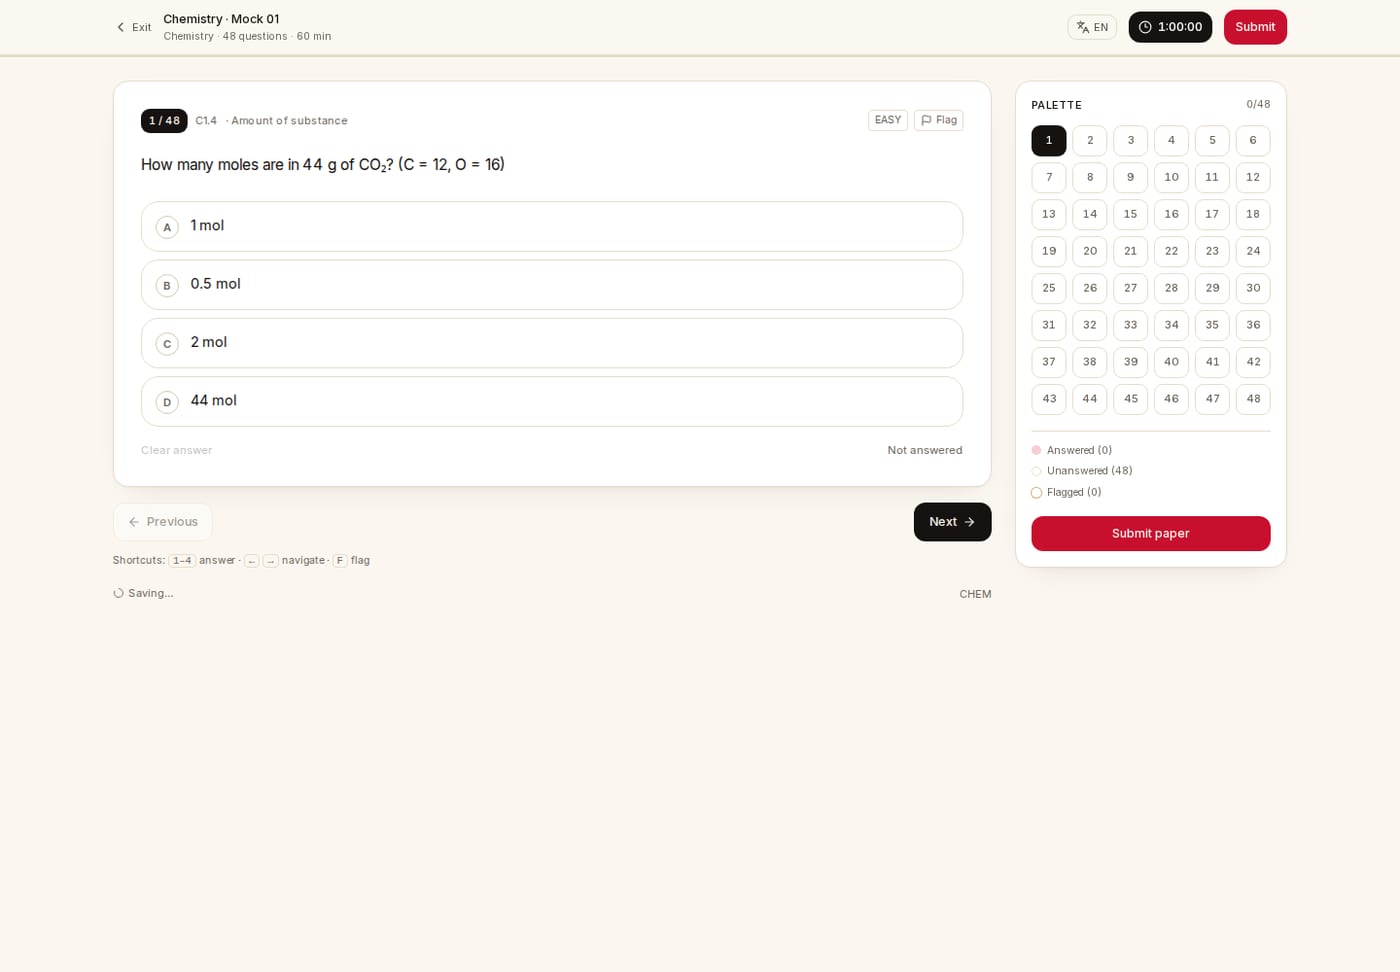 Exit
Chemistry · Mock 01
Chemistry · 48 questions · 60 min
EN
1:00:00
Submit
1 / 48 C1.4 · Amount of substance
EASY
Flag
How many moles are in 44 g of CO₂? (C = 12, O = 16)
A 1 mol
B 0.5 mol
C 2 mol
D 44 mol
Clear answer
Not answered
Previous
Next
Shortcuts: 1–4 answer · ← → navigate · F flag
Saving…
CHEM
PALETTE 0/48
1 2 3 4 5 6
7 8 9 10 11 12
13 14 15 16 17 18
19 20 21 22 23 24
25 26 27 28 29 30
31 32 33 34 35 36
37 38 39 40 41 42
43 44 45 46 47 48
Answered (0)
Unanswered (48)
Flagged (0)
Submit paper